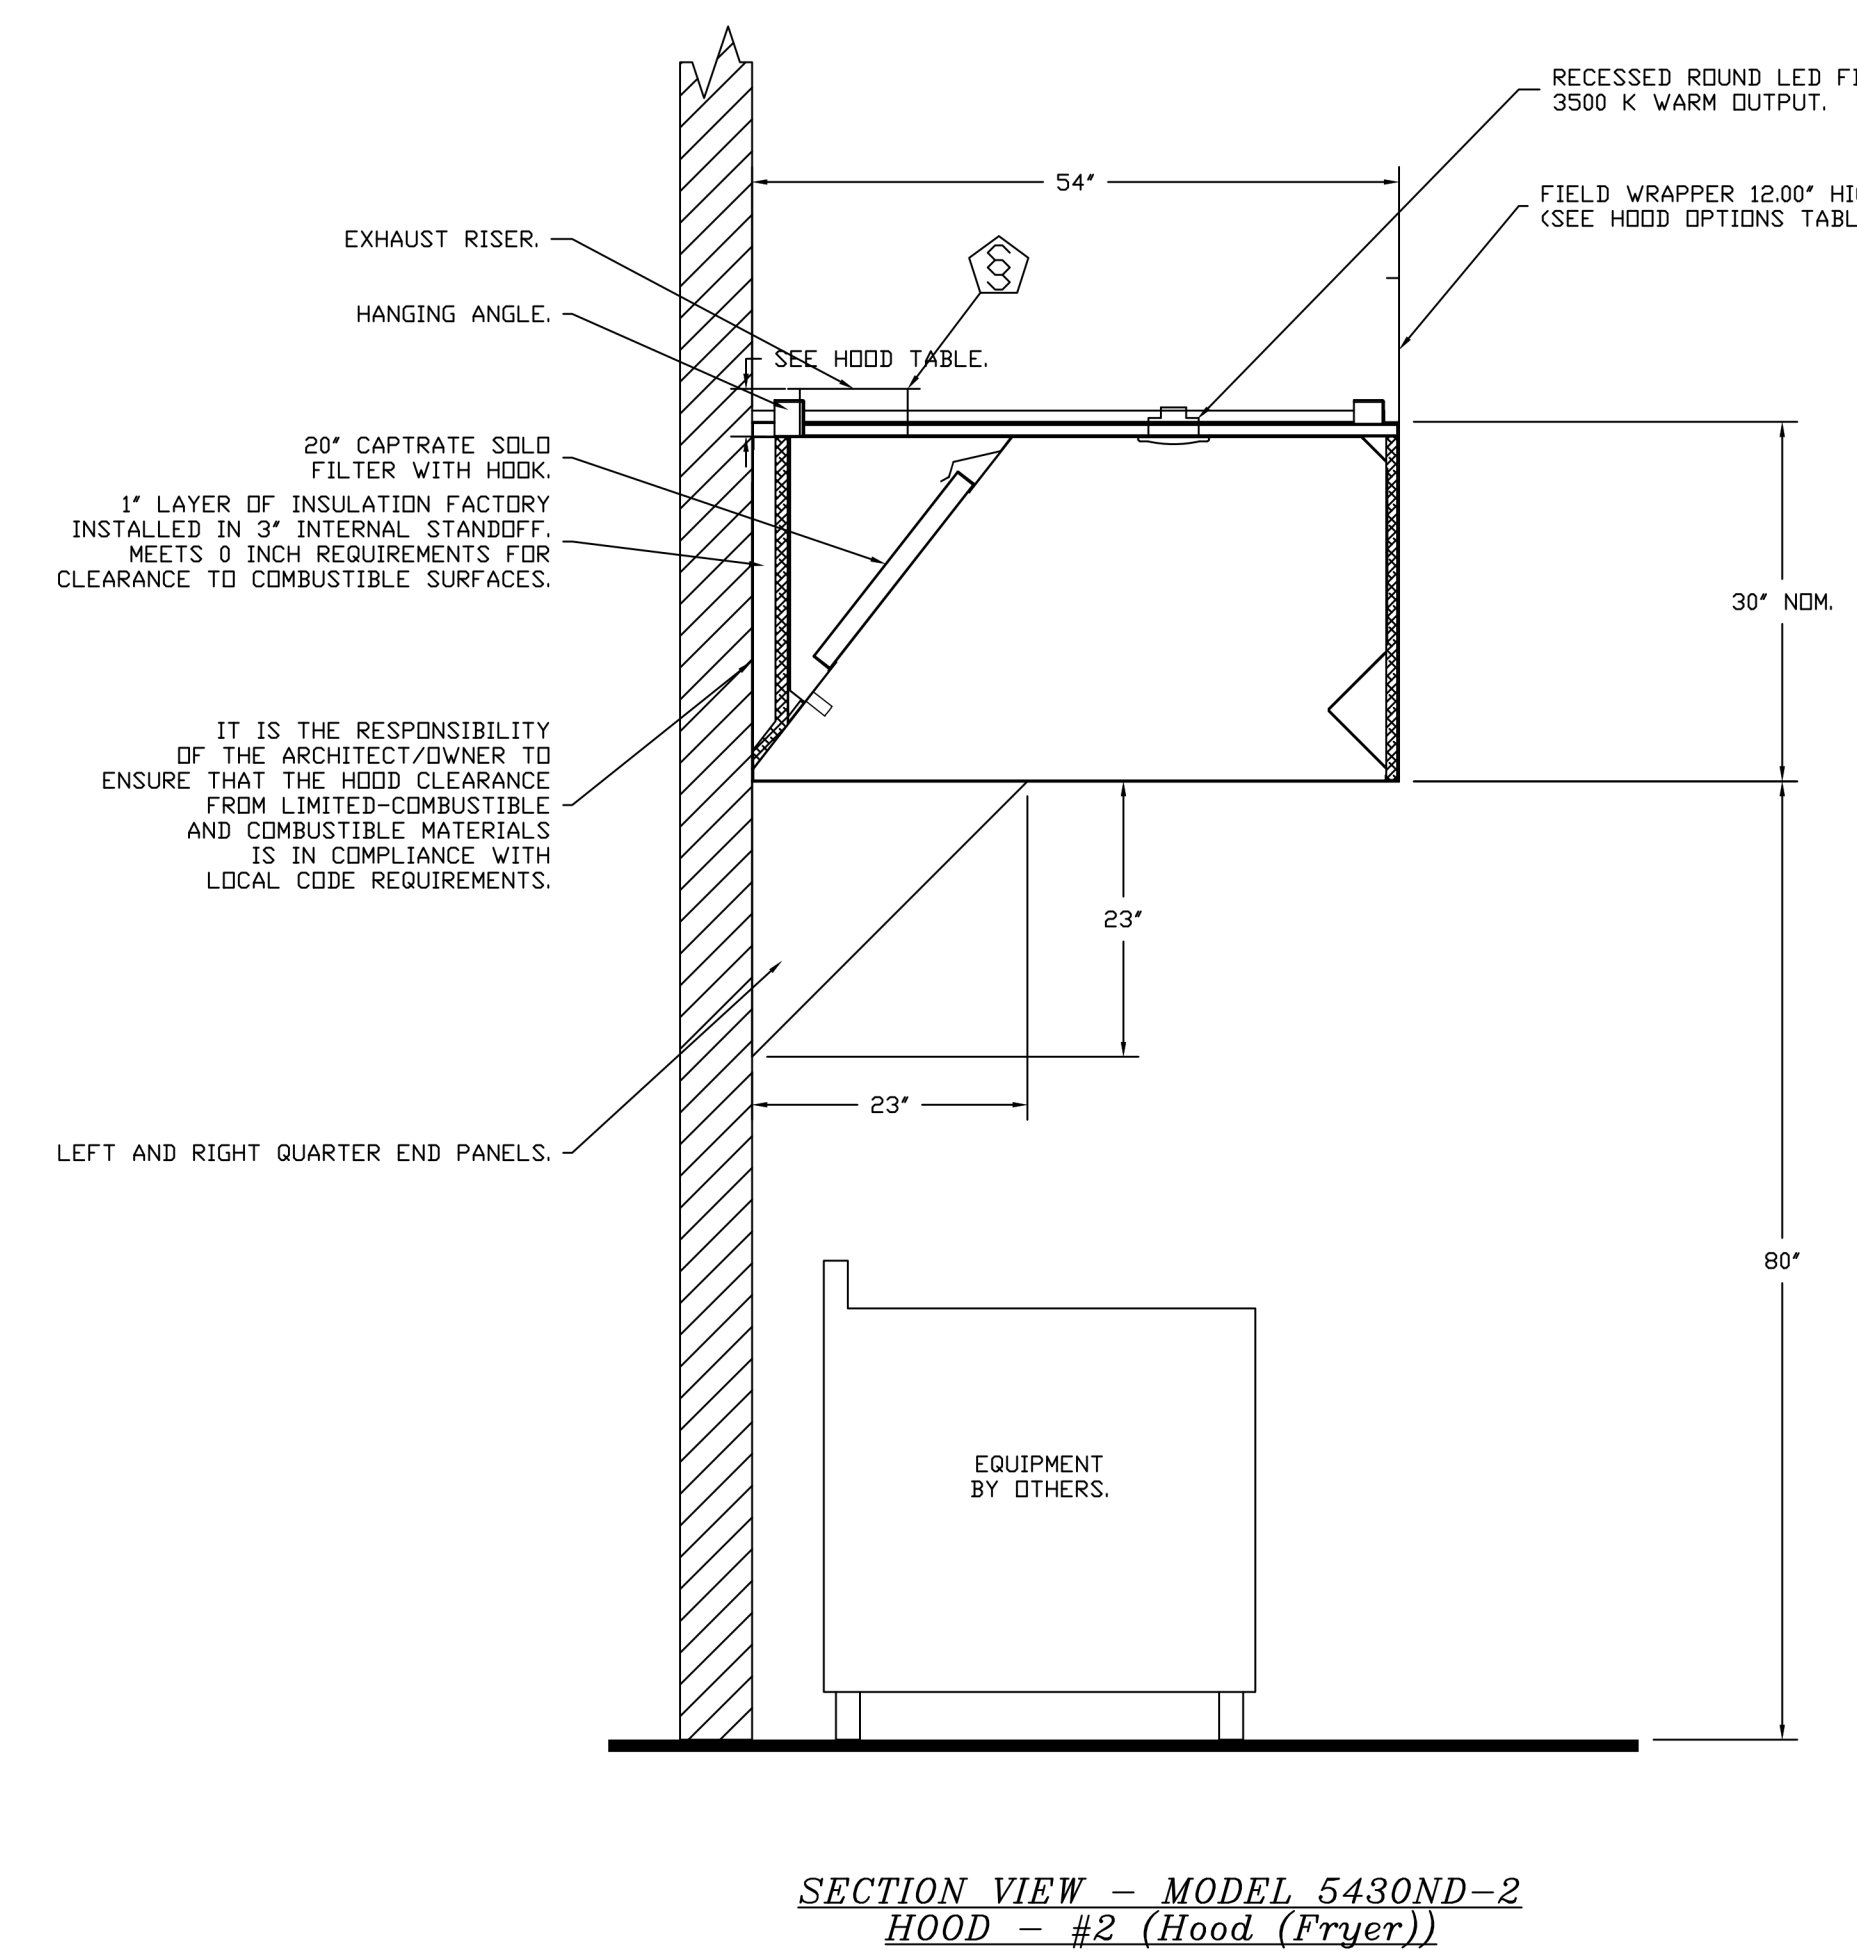 RECESSED ROUND LED
3500 K WARM OUTPUT.
54"
FIELD WRAPPER 12.00"
(SEE HOOD OPTIONS
EXHAUST RISER.
HANGING ANGLE.
SEE HOOD TABLE.
20" CAPTRATE SOLO
FILTER WITH HOOK.
1" LAYER OF INSULATION FACTORY
INSTALLED IN 3" INTERNAL STANDOFF.
MEETS 0 INCH REQUIREMENTS FOR
CLEARANCE TO COMBUSTIBLE SURFACES.
30" NOM.
IT IS THE RESPONSIBILITY
OF THE ARCHITECT/OWNER TO
ENSURE THAT THE HOOD CLEARANCE
FROM LIMITED-COMBUSTIBLE
AND COMBUSTIBLE MATERIALS
IS IN COMPLIANCE WITH
LOCAL CODE REQUIREMENTS.
23"
23"
LEFT AND RIGHT QUARTER END PANELS.
80"
EQUIPMENT
BY OTHERS.
SECTION VIEW - MODEL 5430ND-2
HOOD - #2 (Hood (Fryer))